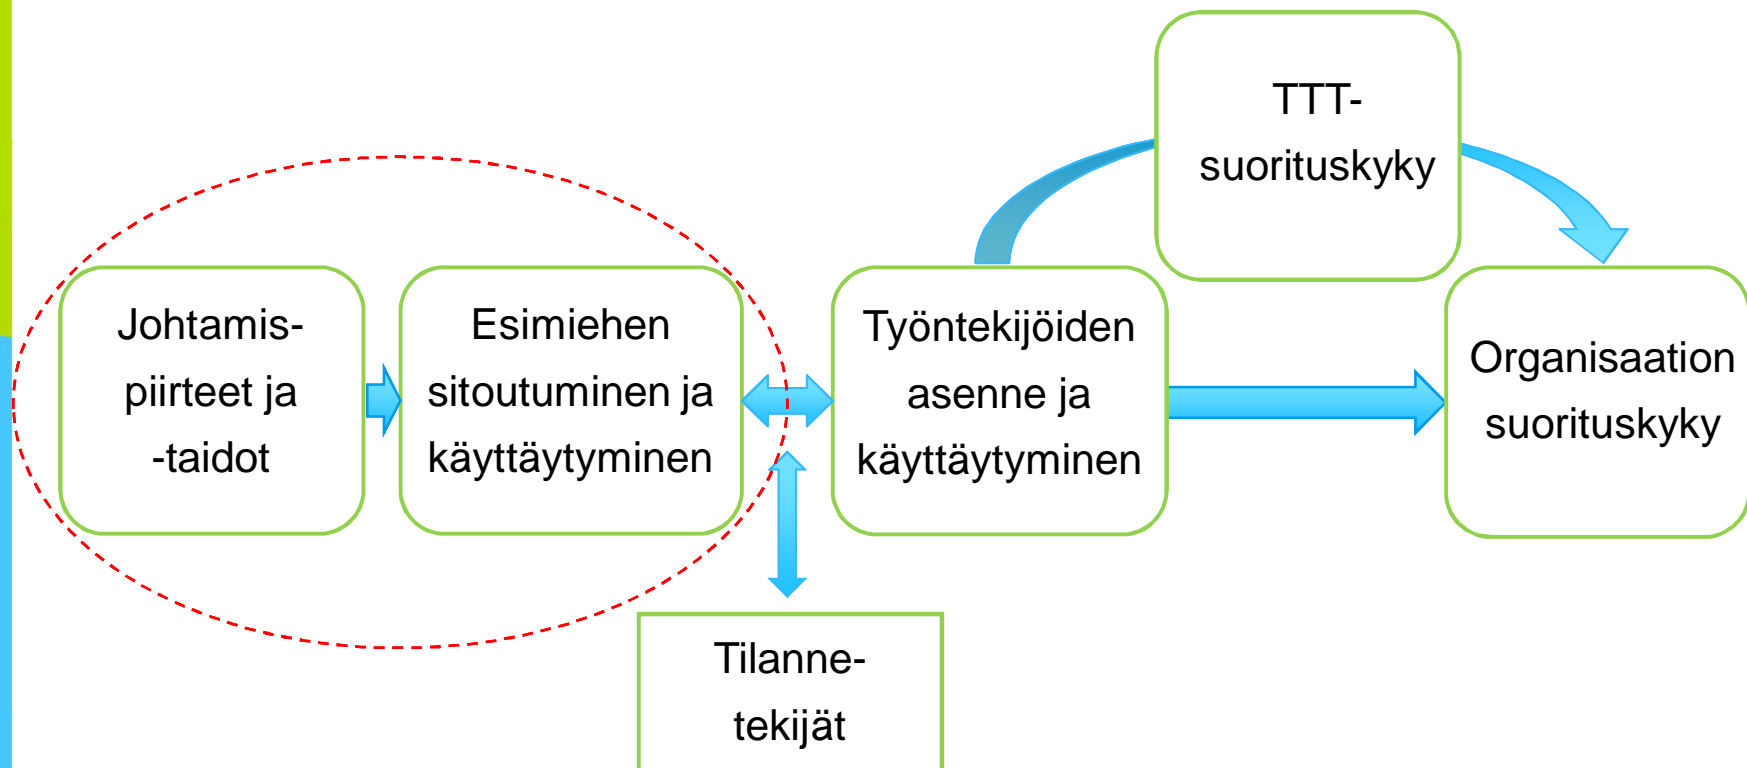 TTT-
suorituskyky
Johtamis-
piirteet ja
-taidot
Esimiehen
sitoutuminen ja
käyttäytyminen
Työntekijöiden
asenne ja
käyttäytyminen
Organisaation
suorituskyky
Tilanne-
tekijät